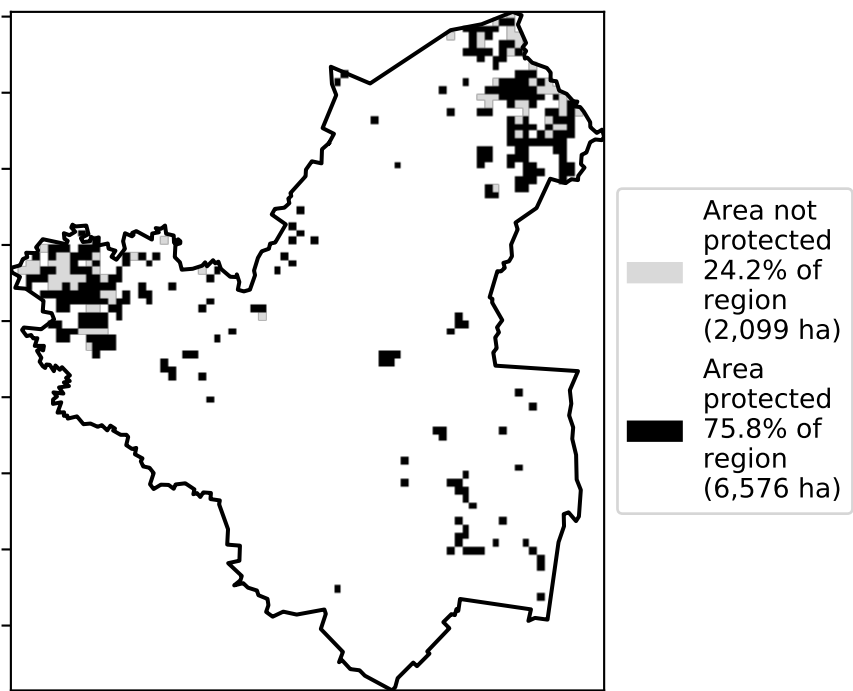 Area not
protected
24.2% of
region
(2,099 ha)
Area
protected
75.8% of
region
(6,576 ha)